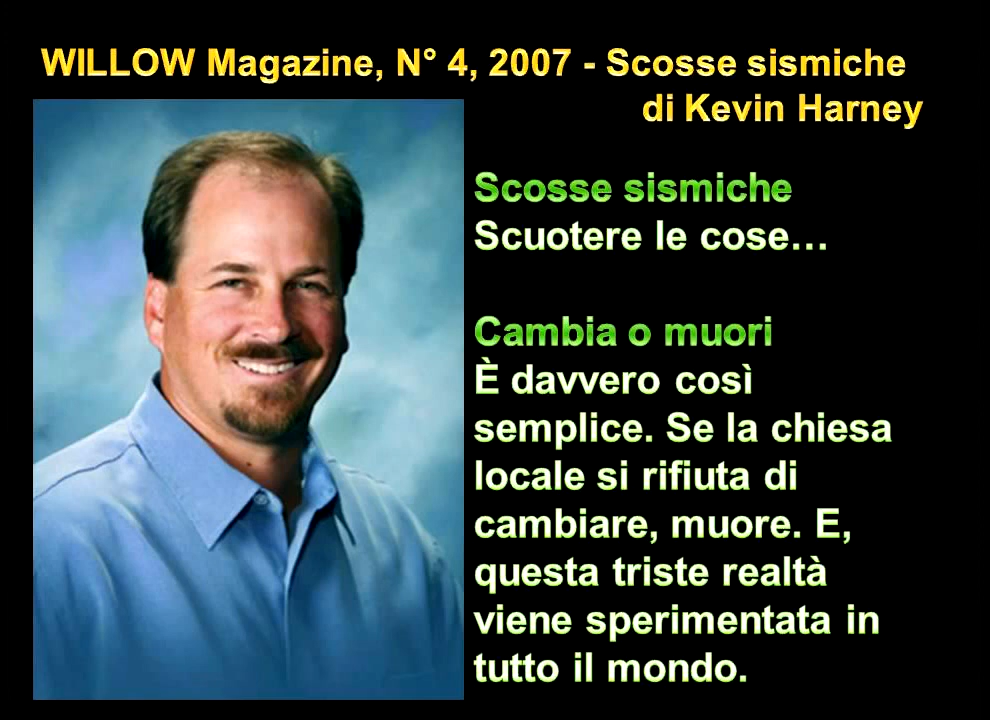 WILLOW Magazine, N° 4, 2007 - Scosse sismiche
di Kevin Harney
Scosse sismiche
Scuotere le cose…
Cambia o muori
È davvero così
semplice. Se la chiesa
locale si rifiuta di
cambiare, muore. E,
questa triste realtà
viene sperimentata in
tutto il mondo.